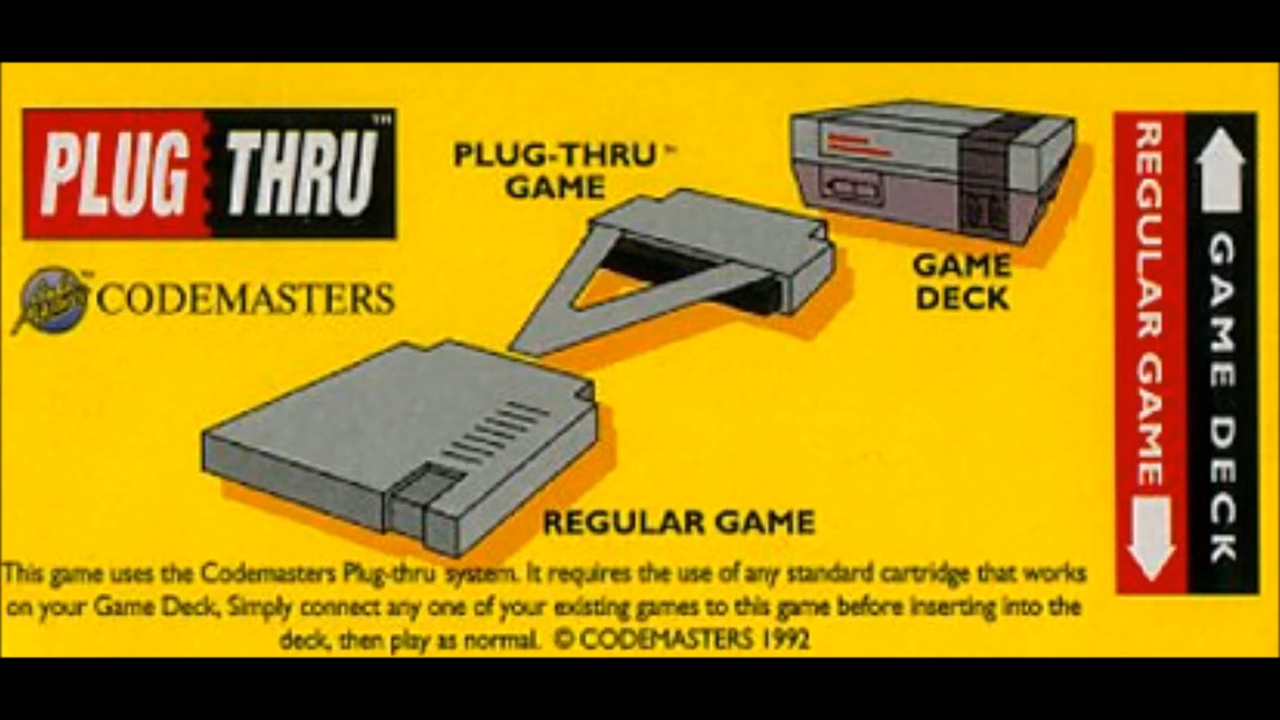 PLUG THRU™
PLUG-THRU™
GAME
CODEMASTERS
GAME
DECK
REGULAR GAME
This game uses the Codemasters Plug-thru system. It requires the use of any standard cartridge that works
on your Game Deck, Simply connect any one of your existing games to this game before inserting into the
deck, then play as normal. © CODEMASTERS 1992
REGULAR GAME
GAME DECK